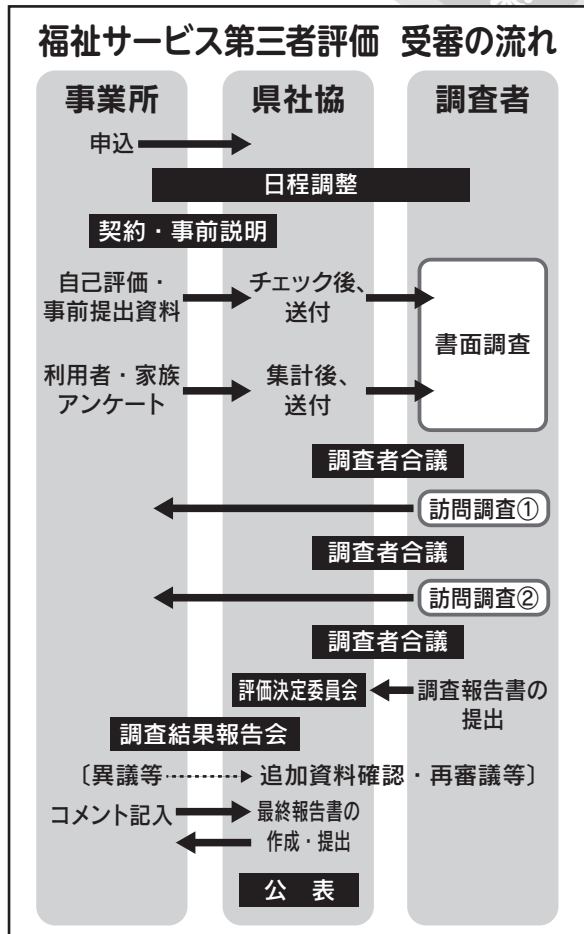 福祉サービス第三者評価 受審の流れ
事業所
県社協
調査者
申込
日程調整
契約・事前説明
自己評価・
事前提出資料
チェック後、
送付
書面調査
利用者・家族
アンケート
集計後、
送付
調査者合議
訪問調査①
調査者合議
訪問調査②
調査者合議
評価決定委員会
調査報告書の
提出
調査結果報告会
〔異議等 追加資料確認・再審議等〕
コメント記入
最終報告書の
作成・提出
公 表